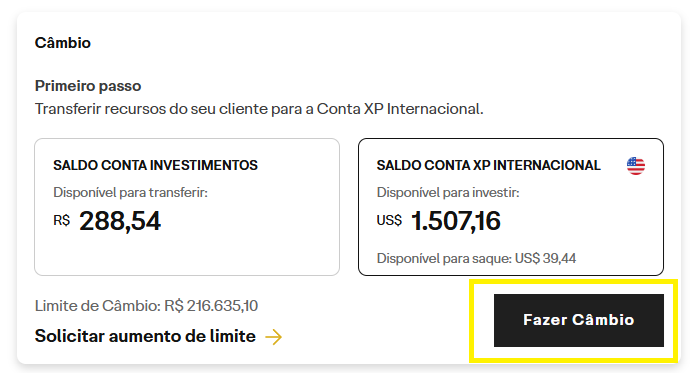 Câmbio
Primeiro passo
Transferir recursos do seu cliente para a Conta XP Internacional.
SALDO CONTA INVESTIMENTOS
Disponível para transferir:
R$ 288,54
SALDO CONTA XP INTERNACIONAL
Disponível para investir:
US$ 1.507,16
Disponível para saque: US$ 39,44
Limite de Câmbio: R$ 216.635,10
Solicitar aumento de limite
Fazer Câmbio